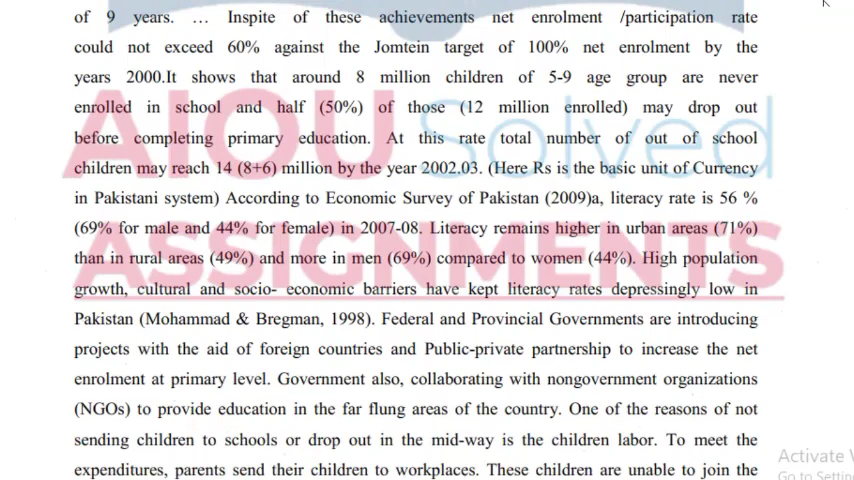 of 9 years. … Inspite of these achievements net enrolment /participation rate
could not exceed 60% against the Jomtein target of 100% net enrolment by the
years 2000.It shows that around 8 million children of 5-9 age group are never
enrolled in school and half (50%) of those (12 million enrolled) may drop out
before completing primary education. At this rate total number of out of school
children may reach 14 (8+6) million by the year 2002.03. (Here Rs is the basic unit of Currency
in Pakistani system) According to Economic Survey of Pakistan (2009)a, literacy rate is 56 %
(69% for male and 44% for female) in 2007-08. Literacy remains higher in urban areas (71%)
than in rural areas (49%) and more in men (69%) compared to women (44%). High population
growth, cultural and socio- economic barriers have kept literacy rates depressingly low in
Pakistan (Mohammad & Bregman, 1998). Federal and Provincial Governments are introducing
projects with the aid of foreign countries and Public-private partnership to increase the net
enrolment at primary level. Government also, collaborating with nongovernment organizations
(NGOs) to provide education in the far flung areas of the country. One of the reasons of not
sending children to schools or drop out in the mid-way is the children labor. To meet the
expenditures, parents send their children to workplaces. These children are unable to join the
AIOU Solved
ASSIGNMENTS
Activate
Go to